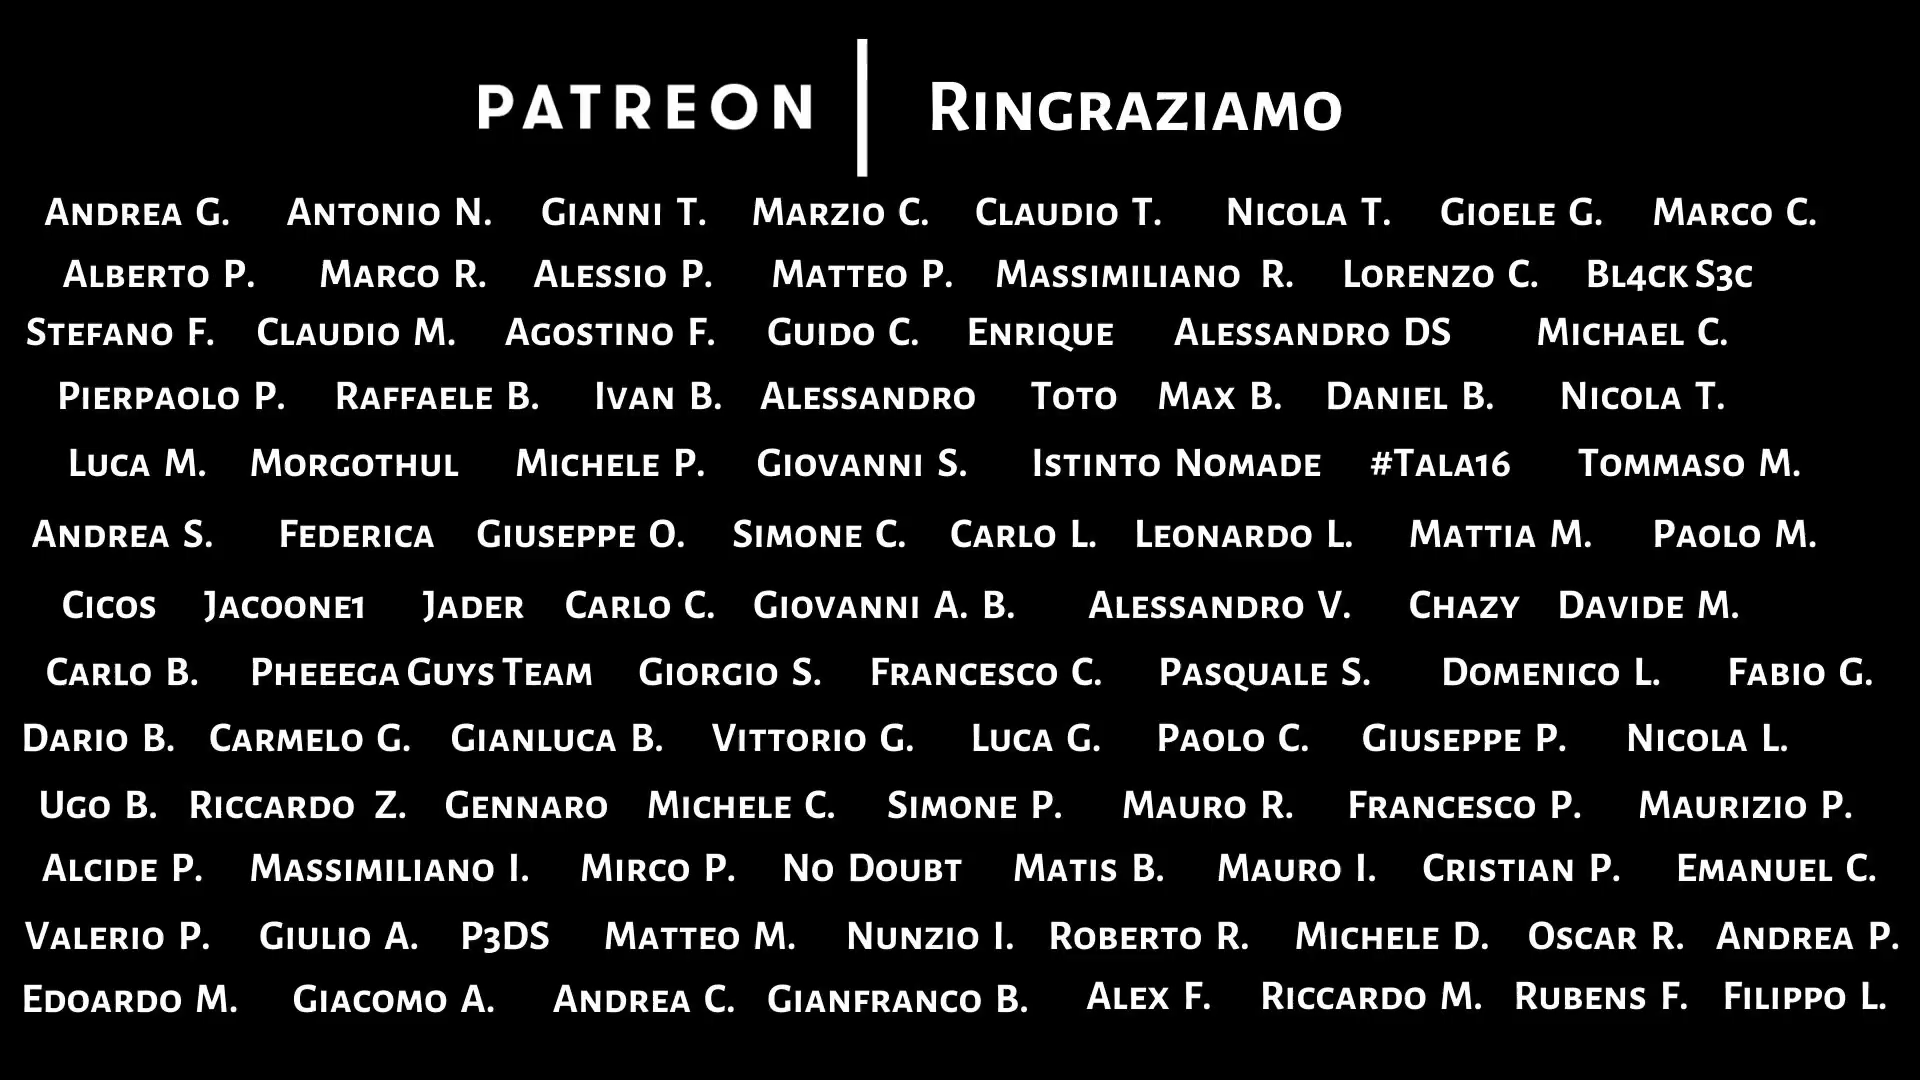 PATREON | Ringraziamo
Andrea G. Antonio N. Gianni T. Marzio C. Claudio T. Nicola T. Gioele G. Marco C.
Alberto P. Marco R. Alessio P. Matteo P. Massimiliano R. Lorenzo C. Bl4ck S3c
Stefano F. Claudio M. Agostino F. Guido C. Enrique Alessandro DS Michael C.
Pierpaolo P. Raffaele B. Ivan B. Alessandro Toto Max B. Daniel B. Nicola T.
Luca M. Morgothul Michele P. Giovanni S. Istinto Nomade #Tala16 Tommaso M.
Andrea S. Federica Giuseppe O. Simone C. Carlo L. Leonardo L. Mattia M. Paolo M.
Cicos Jacoone1 Jader Carlo C. Giovanni A. B. Alessandro V. Chazy Davide M.
Carlo B. Pheeega Guys Team Giorgio S. Francesco C. Pasquale S. Domenico L. Fabio G.
Dario B. Carmelo G. Gianluca B. Vittorio G. Luca G. Paolo C. Giuseppe P. Nicola L.
Ugo B. Riccardo Z. Gennaro Michele C. Simone P. Mauro R. Francesco P. Maurizio P.
Alcide P. Massimiliano I. Mirco P. No Doubt Matis B. Mauro I. Cristian P. Emanuel C.
Valerio P. Giulio A. P3DS Matteo M. Nunzio I. Roberto R. Michele D. Oscar R. Andrea P.
Edoardo M. Giacomo A. Andrea C. Gianfranco B. Alex F. Riccardo M. Rubens F. Filippo L.